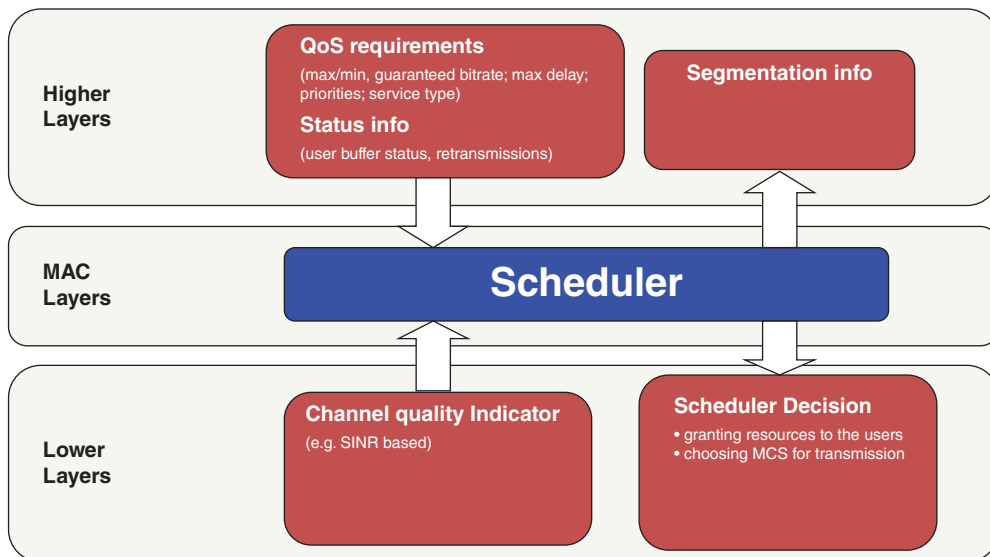 Higher
Layers
QoS requirements
(max/min, guaranteed bitrate; max delay;
priorities; service type)
Status info
(user buffer status, retransmissions)
Segmentation info
MAC
Layers
Scheduler
Lower
Layers
Channel quality Indicator
(e.g. SINR based)
Scheduler Decision
• granting resources to the users
• choosing MCS for transmission